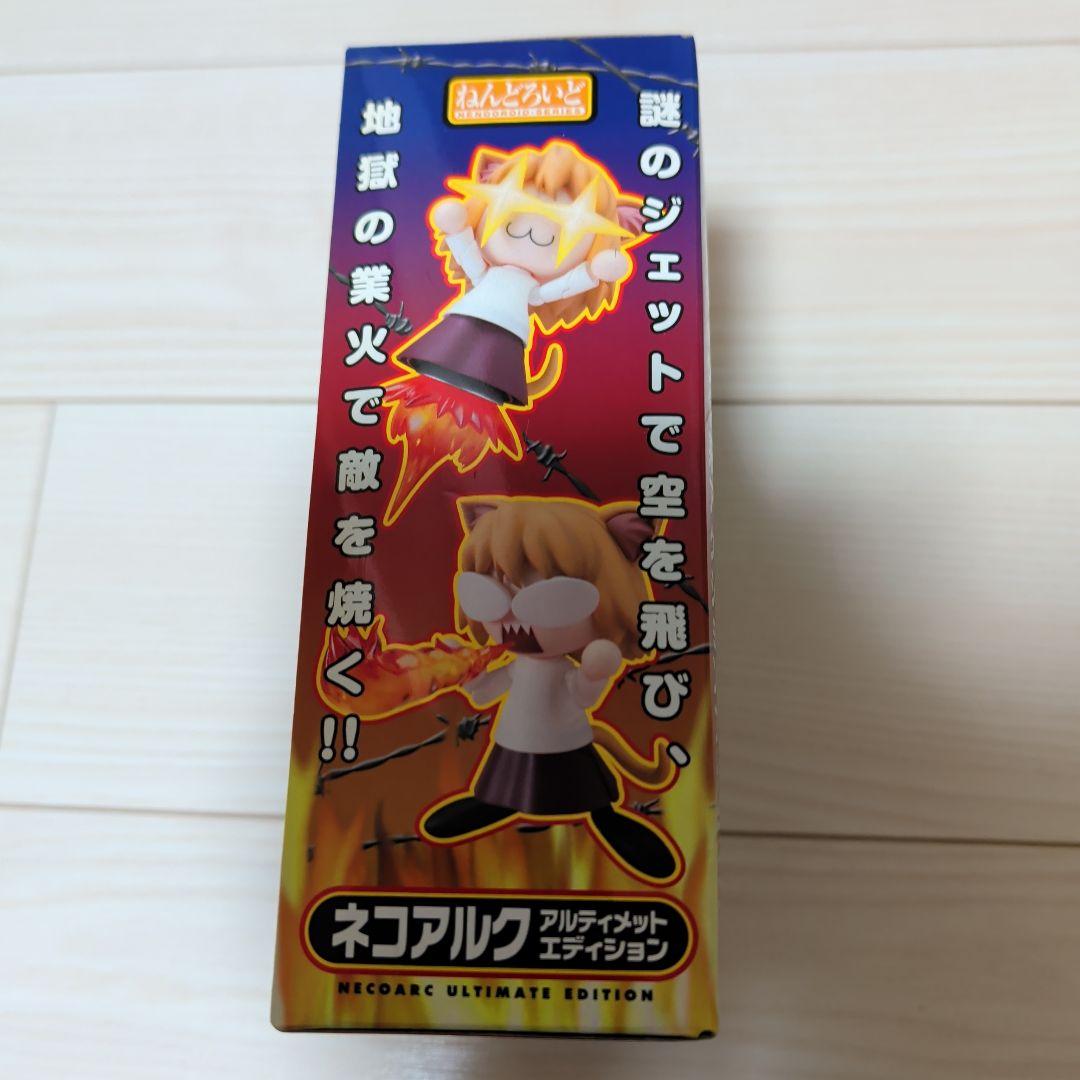 ねんどろいど
NENDOROID SERIES
謎のジェットで空を飛び、
地獄の業火で敵を焼く!!
ネコアルク
アルティメット
エディション
NECOARC ULTIMATE EDITION